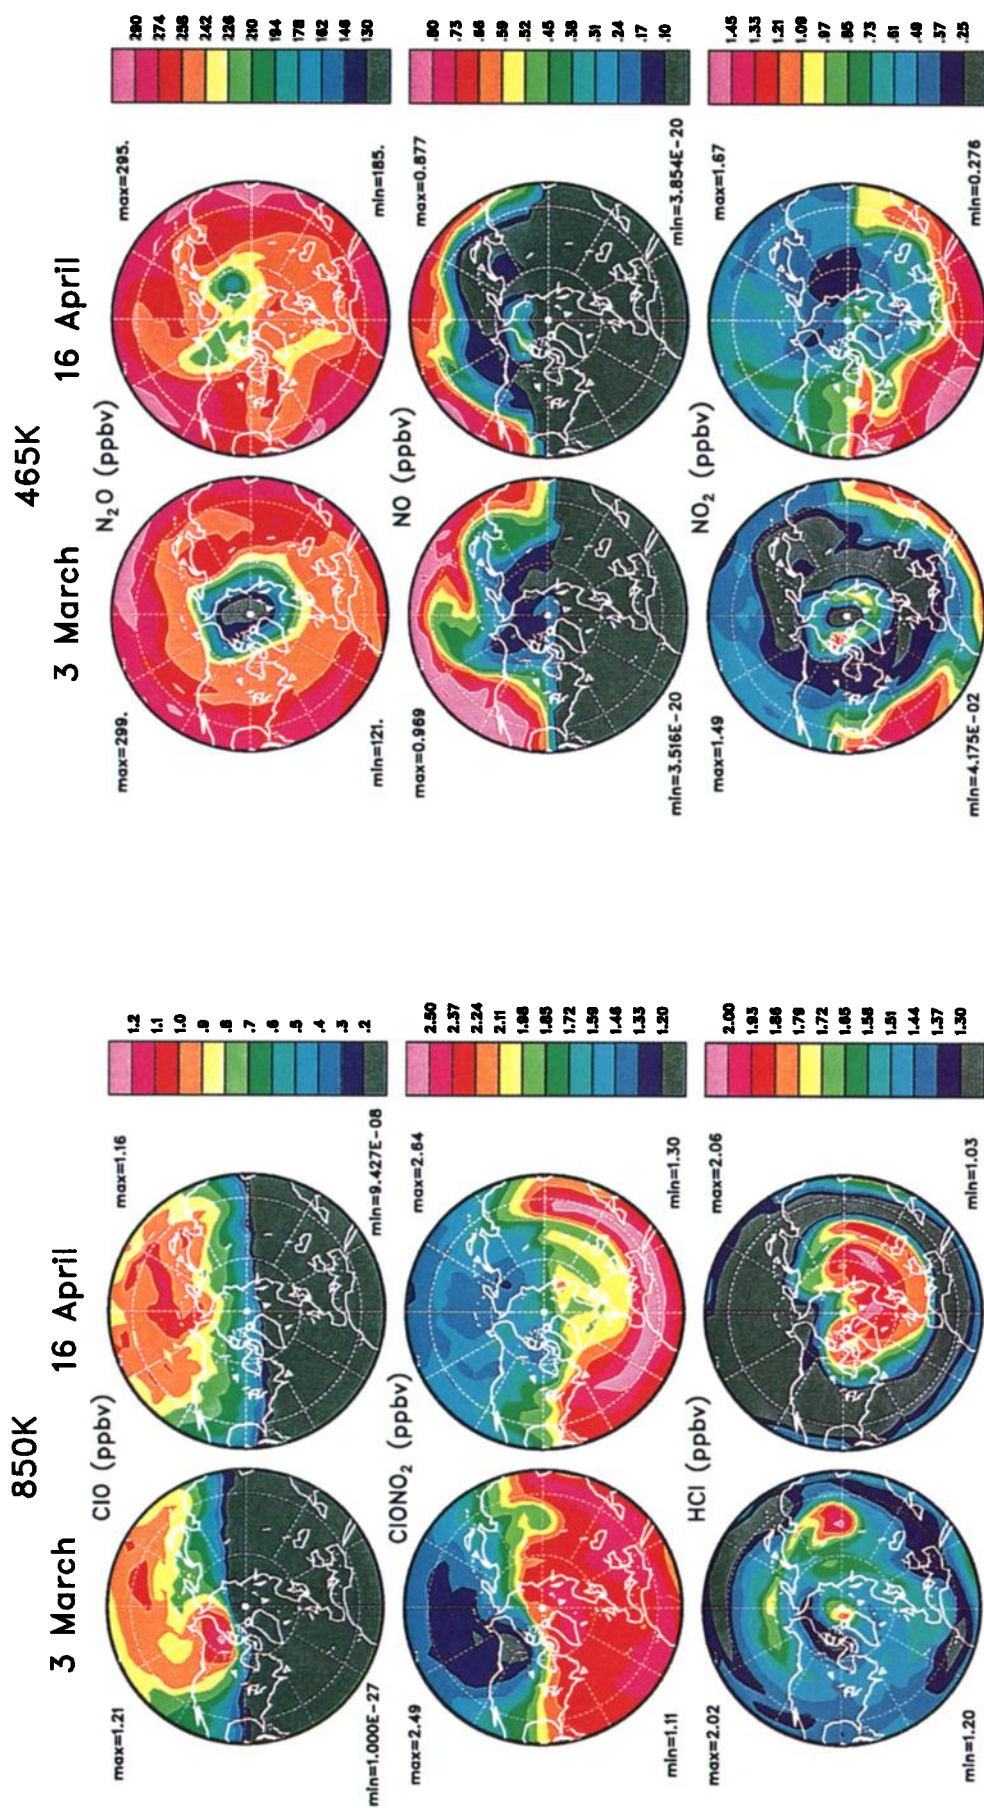 850K
3 March 16 April
ClO (ppbv)
max=1.21
max=1.16
min=1.000E-27
min=9.427E-08
1.2
1.1
1.0
.9
.8
.7
.6
.5
.4
.3
.2
ClONO₂ (ppbv)
max=2.49
max=2.64
min=1.11
min=1.30
2.50
2.37
2.24
2.11
1.98
1.85
1.72
1.59
1.46
1.33
1.20
HCl (ppbv)
max=2.02
max=2.06
min=1.20
min=1.03
2.00
1.93
1.86
1.79
1.72
1.65
1.58
1.51
1.44
1.37
1.30
465K
3 March 16 April
N₂O (ppbv)
max=299.
max=295.
min=121.
min=185.
290
274
258
242
226
210
194
178
162
146
130
NO (ppbv)
max=0.969
max=0.877
min=3.516E-20
min=3.854E-20
.80
.73
.66
.59
.52
.45
.38
.31
.24
.17
.10
NO₂ (ppbv)
max=1.49
max=1.67
min=4.175E-02
min=0.276
1.45
1.33
1.21
1.09
.97
.85
.73
.61
.49
.37
.25